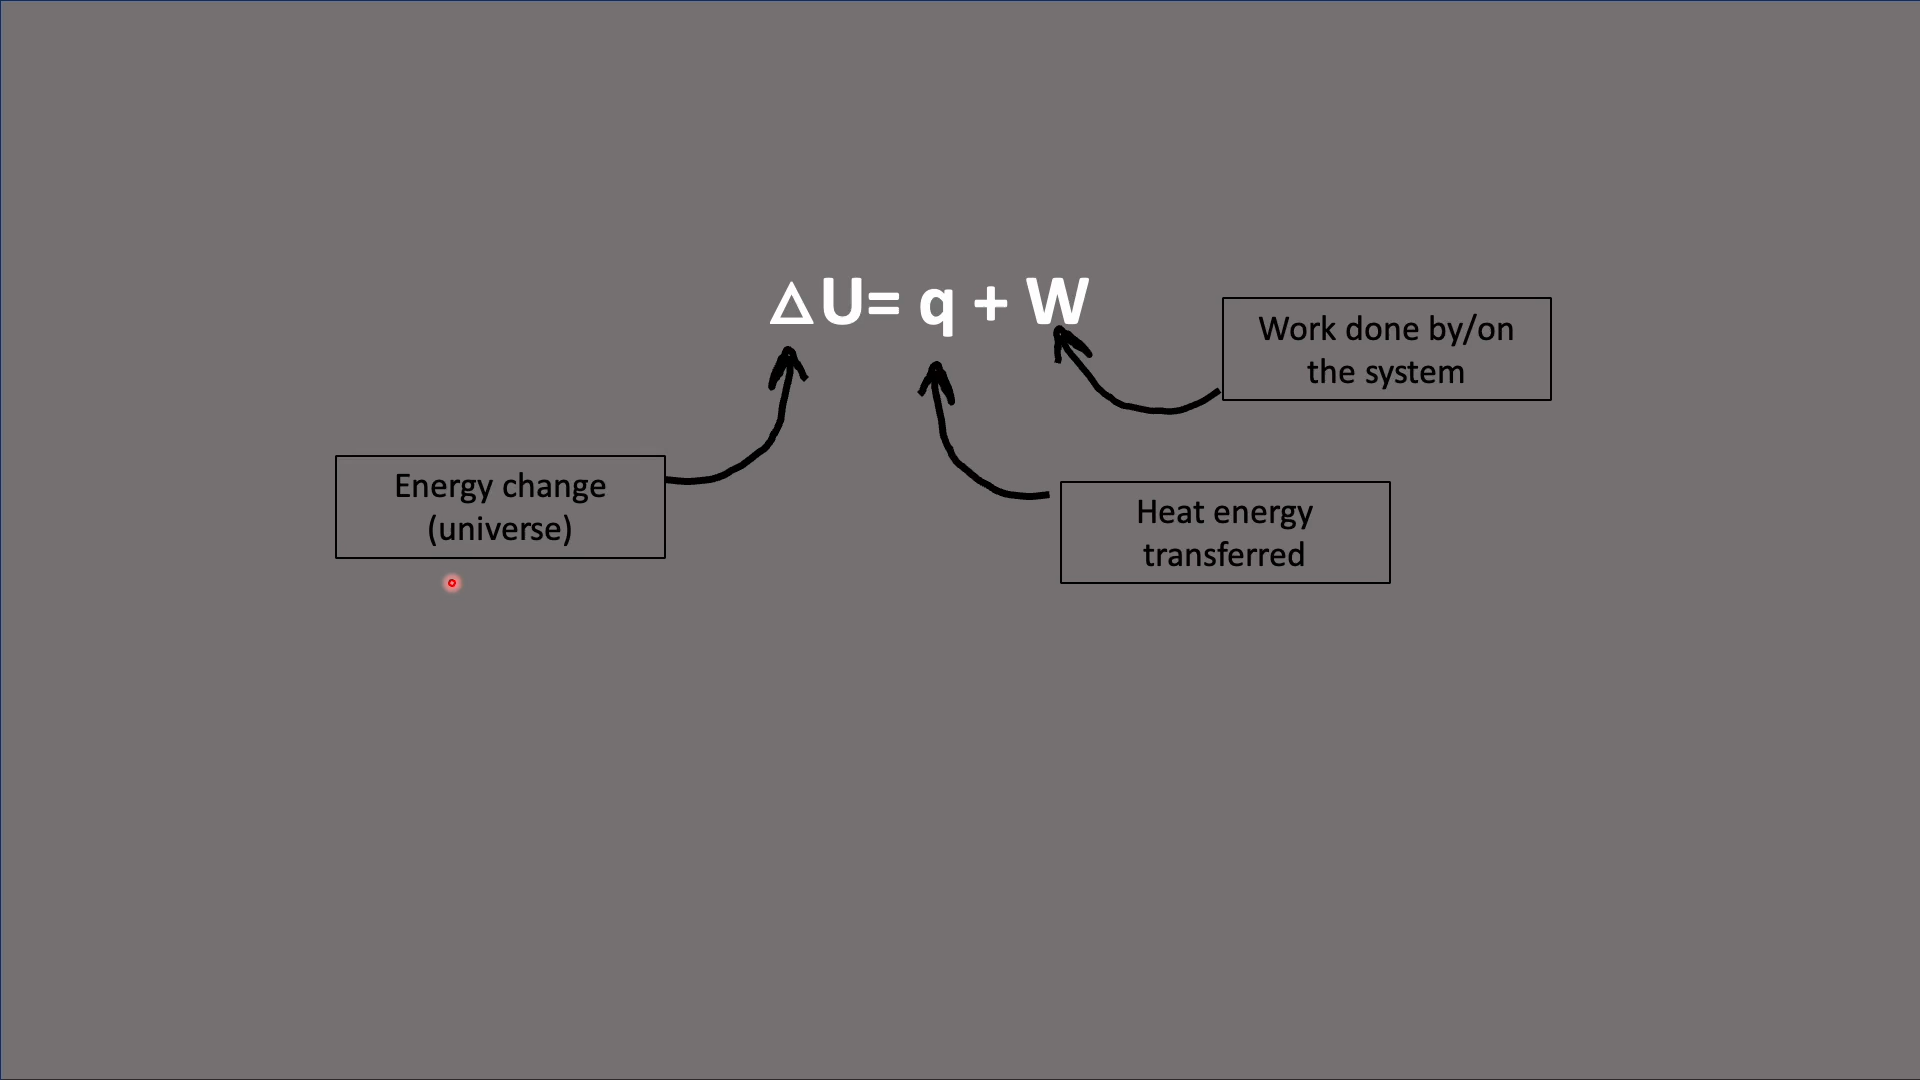 △U= q + W
Work done by/on
the system
Energy change
(universe)
Heat energy
transferred